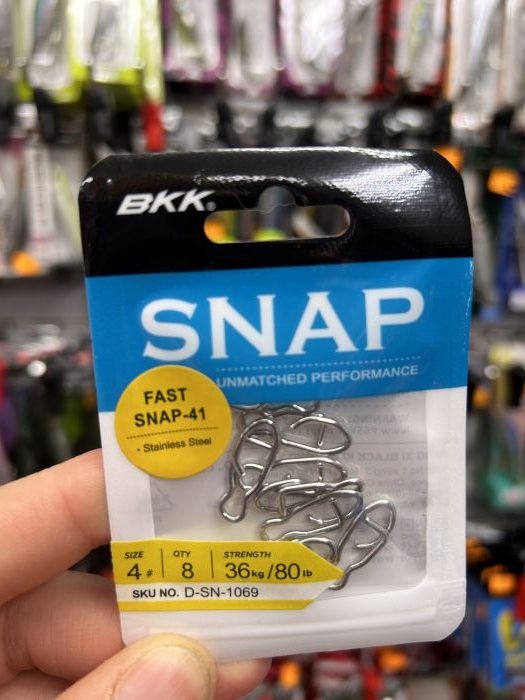 BKK®
SNAP
UNMATCHED PERFORMANCE
FAST
SNAP-41
• Stainless Steel
SIZE QTY STRENGTH
4# 8 36kg/80lb
SKU NO. D-SN-1069